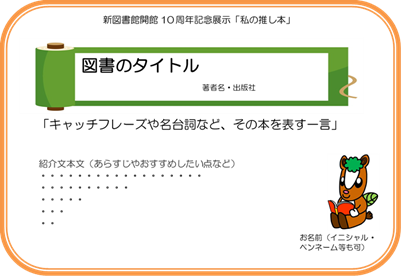 新図書館開館 10 周年記念展示「私の推し本」
図書のタイトル
著者名・出版社
「キャッチフレーズや名台詞など、その本を表す一言」
紹介文本文（あらすじやおすすめしたい点など）
・・・・・・・・・・・・・・・・・・・
・・・・・・・・・・
・・・・・
・・・
・・
お名前（イニシャル・
ペンネーム等も可）